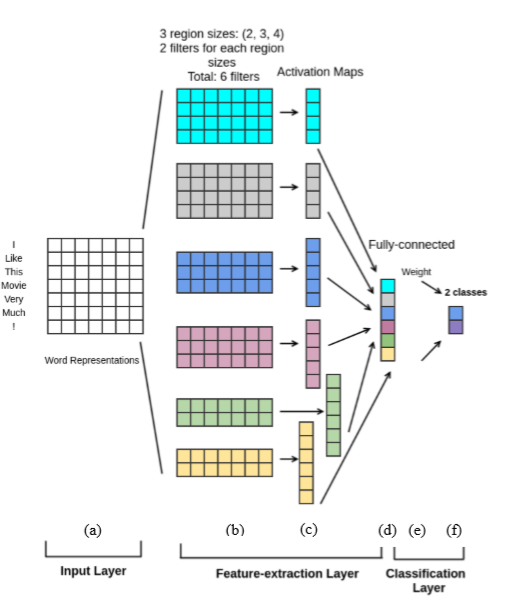 3 region sizes: (2, 3, 4)
2 filters for each region
sizes
Total: 6 filters
Activation Maps
I
Like
This
Movie
Very
Much
!
Word Representations
Fully-connected
Weight
2 classes
(a)
(b)
(c)
(d)
(e)
(f)
Input Layer
Feature-extraction Layer
Classification
Layer